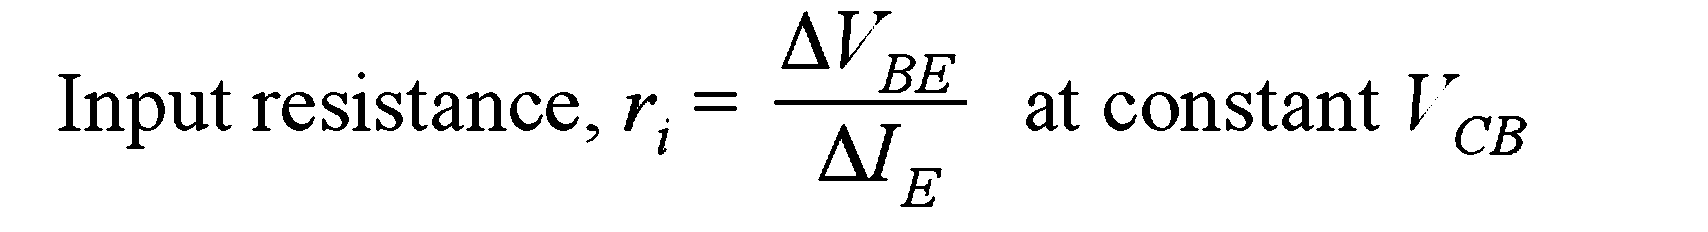 Input resistance, r_i = ΔV_BE / ΔI_E at constant V_CB